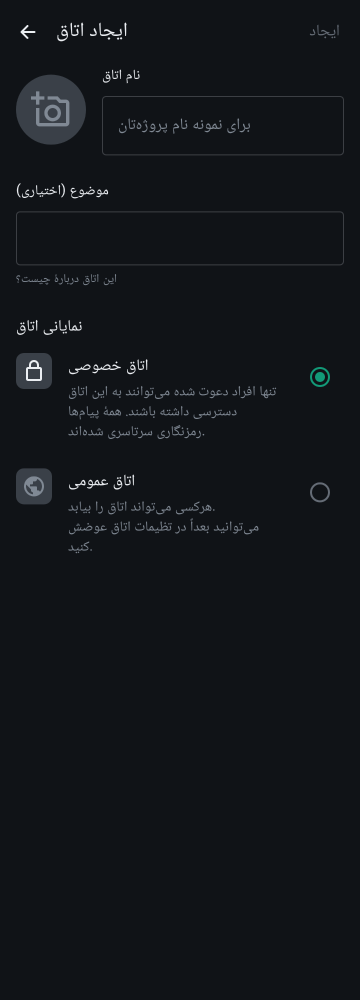 ایجاد اتاق
ایجاد
نام اتاق
برای نمونه نام پروژه‌تان
موضوع (اختیاری)
این اتاق دربارهٔ چیست؟
نمایانی اتاق
اتاق خصوصی
تنها افراد دعوت شده می‌توانند به این اتاق
دسترسی داشته باشند. همهٔ پیام‌ها
رمزنگاری سرتاسری شده‌اند.
اتاق عمومی
هرکسی می‌تواند اتاق را بیابد.
می‌توانید بعداً در تظیمات اتاق عوضش
کنید.